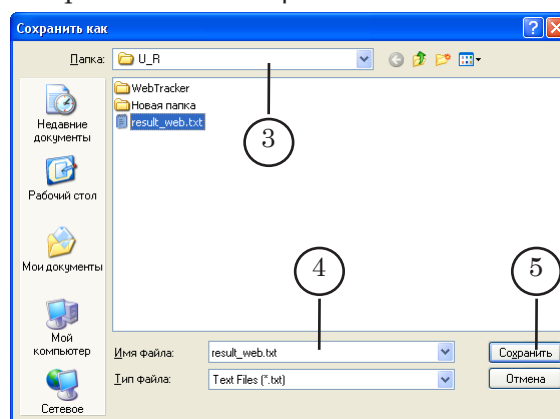 Сохранить как
Папка:
U_R
WebTracker
Новая папка
result_web.txt
3
Недавние
документы
Рабочий стол
Мои документы
Мой
компьютер
Сетевое
4
5
Имя файла:
result_web.txt
Сохранить
Тип файла:
Text Files (*.txt)
Отмена